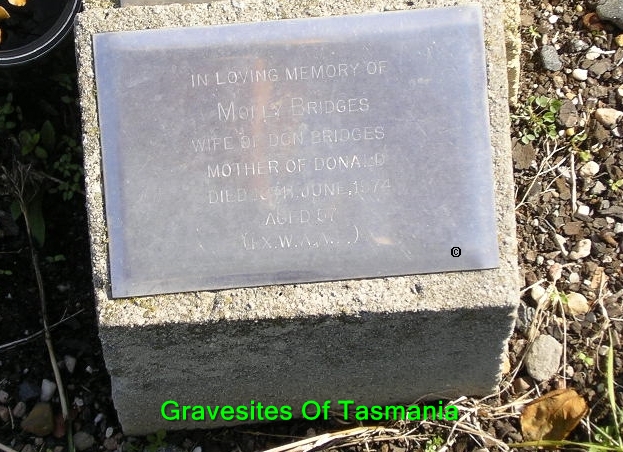 IN LOVING MEMORY OF
MOLLY BRIDGES
WIFE OF DON BRIDGES
MOTHER OF DONALD
DIED JUNE, 1974
AGED 67
©
Gravesites Of Tasmania